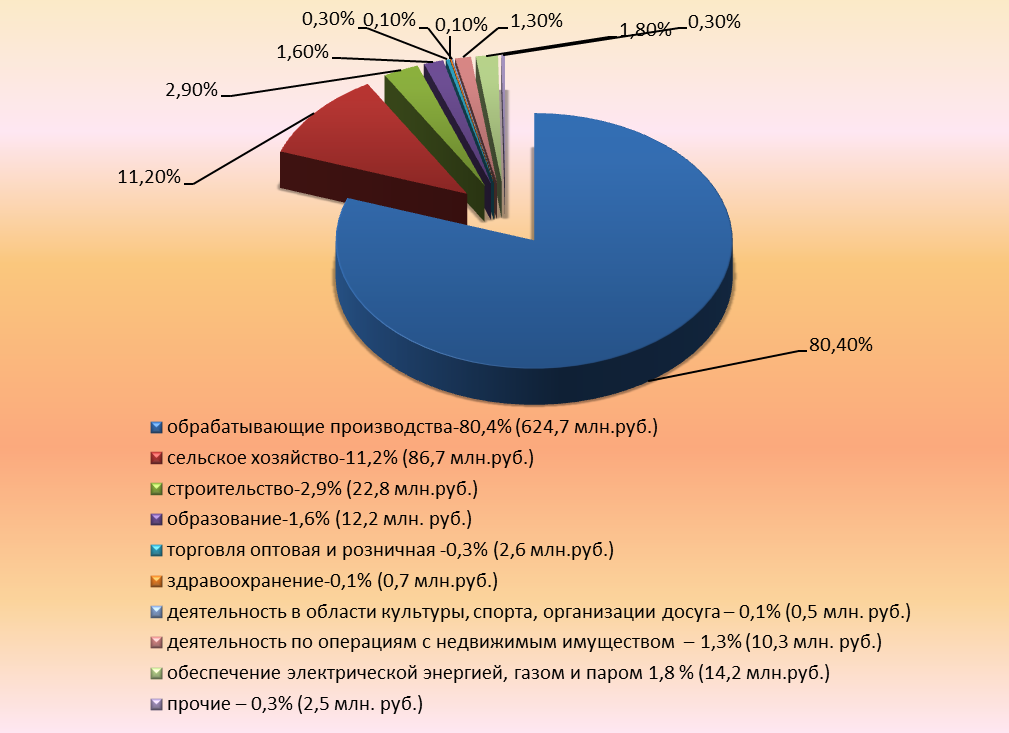 0,30%
0,10%
0,10%
1,30%
1,80%
0,30%
1,60%
2,90%
11,20%
80,40%
обрабатывающие производства-80,4% (624,7 млн.руб.)
сельское хозяйство-11,2% (86,7 млн.руб.)
строительство-2,9% (22,8 млн.руб.)
образование-1,6% (12,2 млн. руб.)
торговля оптовая и розничная -0,3% (2,6 млн.руб.)
здравоохранение-0,1% (0,7 млн.руб.)
деятельность в области культуры, спорта, организации досуга – 0,1% (0,5 млн. руб.)
деятельность по операциям с недвижимым имуществом – 1,3% (10,3 млн. руб.)
обеспечение электрической энергией, газом и паром 1,8 % (14,2 млн.руб.)
прочие – 0,3% (2,5 млн. руб.)